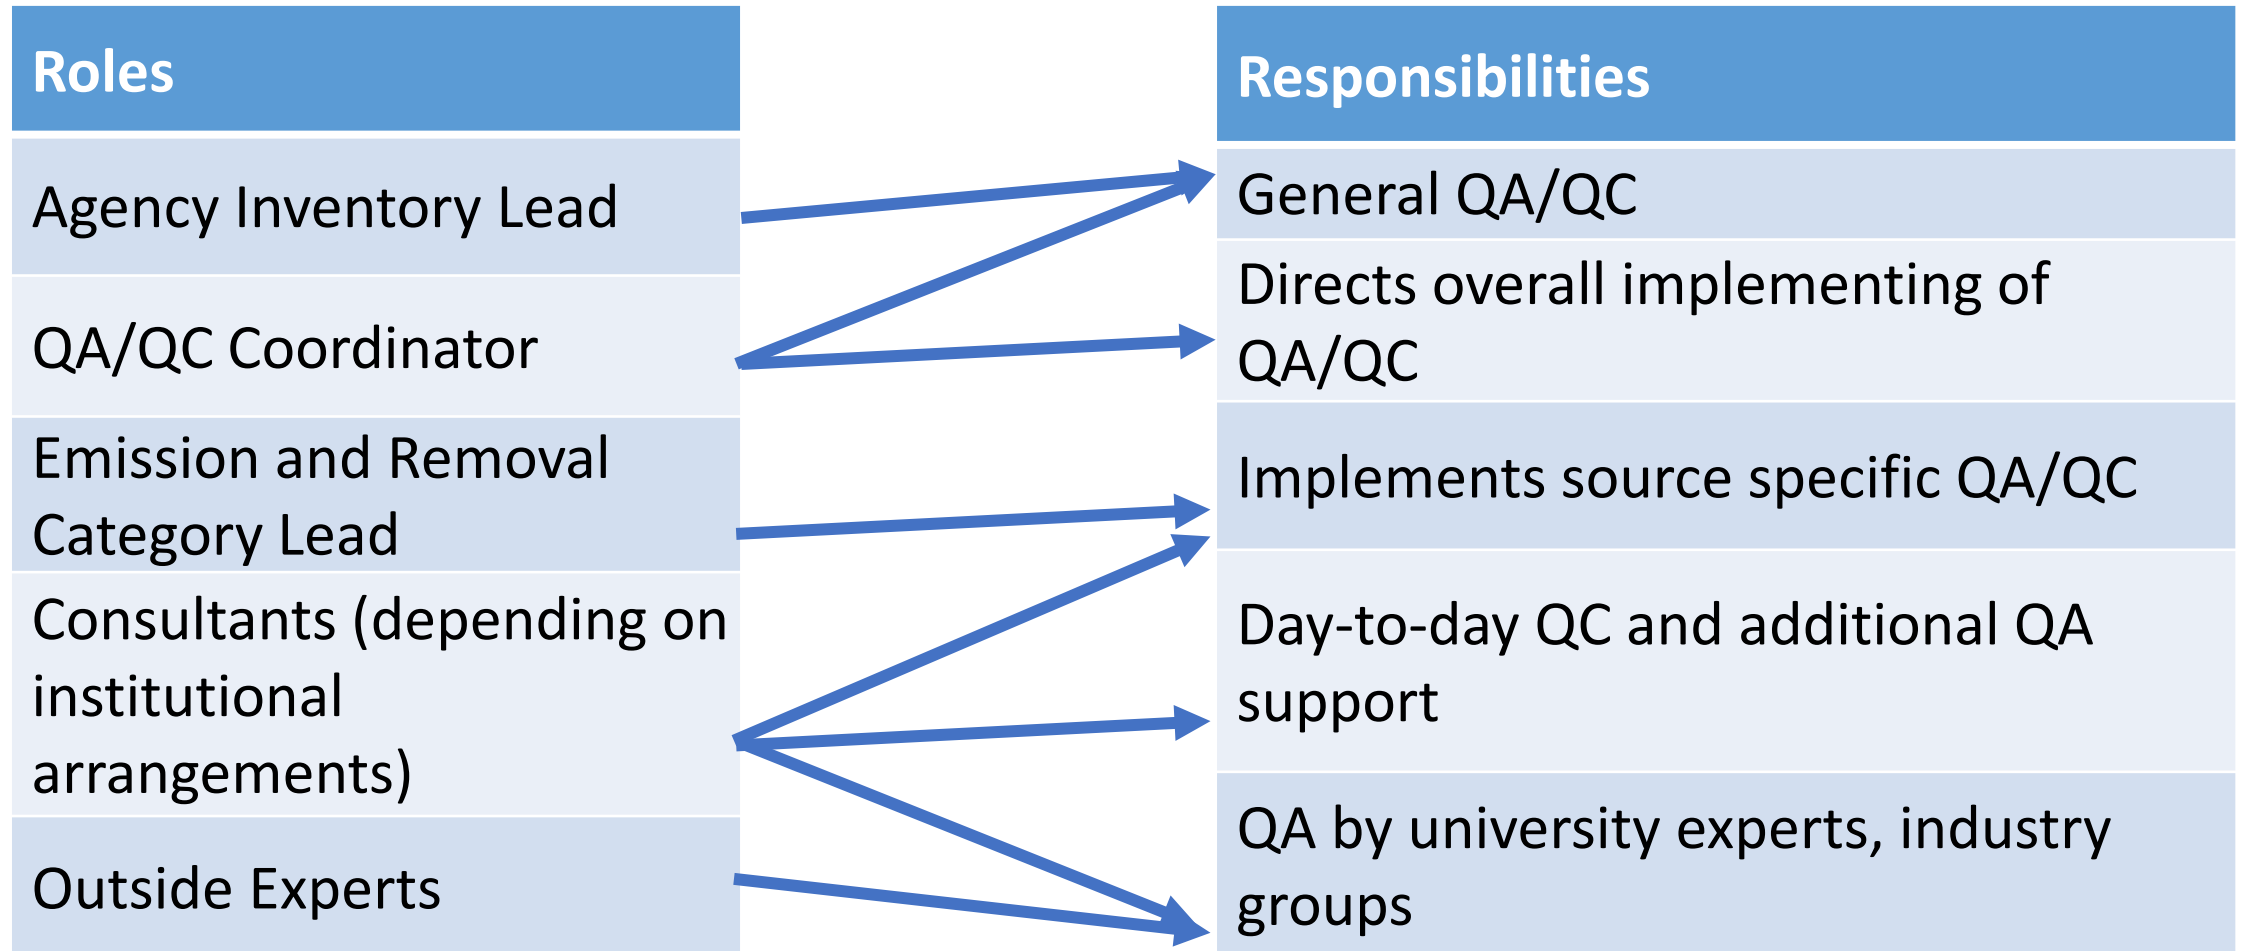 Roles
Agency Inventory Lead
QA/QC Coordinator
Emission and Removal
Category Lead
Consultants (depending on
institutional
arrangements)
Outside Experts
Responsibilities
General QA/QC
Directs overall implementing of
QA/QC
Implements source specific QA/QC
Day-to-day QC and additional QA
support
QA by university experts, industry
groups